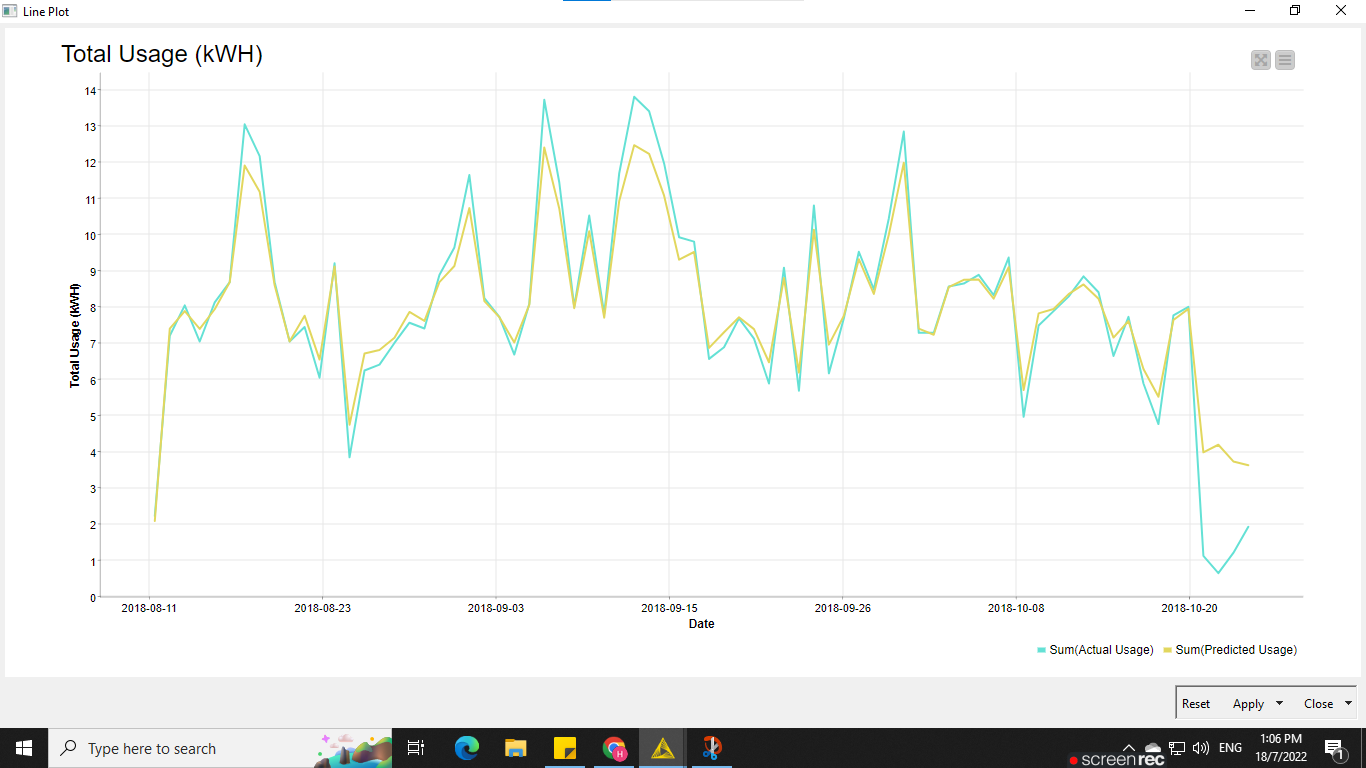 Line Plot
Total Usage (kWH)
14
13
12
11
10
9
8
7
6
5
4
3
2
1
0
Total Usage (kWH)
2018-08-11 2018-08-23 2018-09-03 2018-09-15 2018-09-26 2018-10-08 2018-10-20
Date
Sum(Actual Usage) Sum(Predicted Usage)
Reset Apply Close
Type here to search
H
ENG
1:06 PM
18/7/2022
1
screenrec